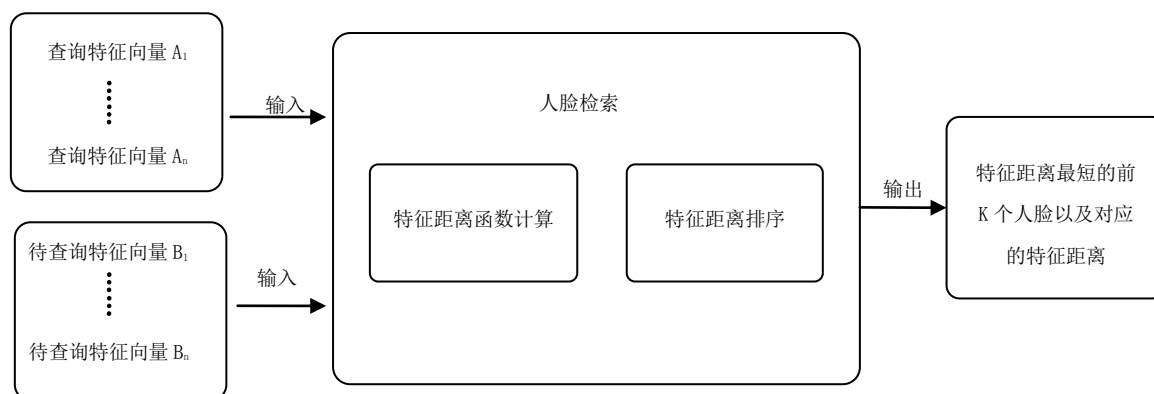 查询特征向量 A₁
查询特征向量 Aₙ
输入
待查询特征向量 B₁
待查询特征向量 Bₙ
输入
人脸检索
特征距离函数计算
特征距离排序
输出
特征距离最短的前
K 个人脸以及对应
的特征距离